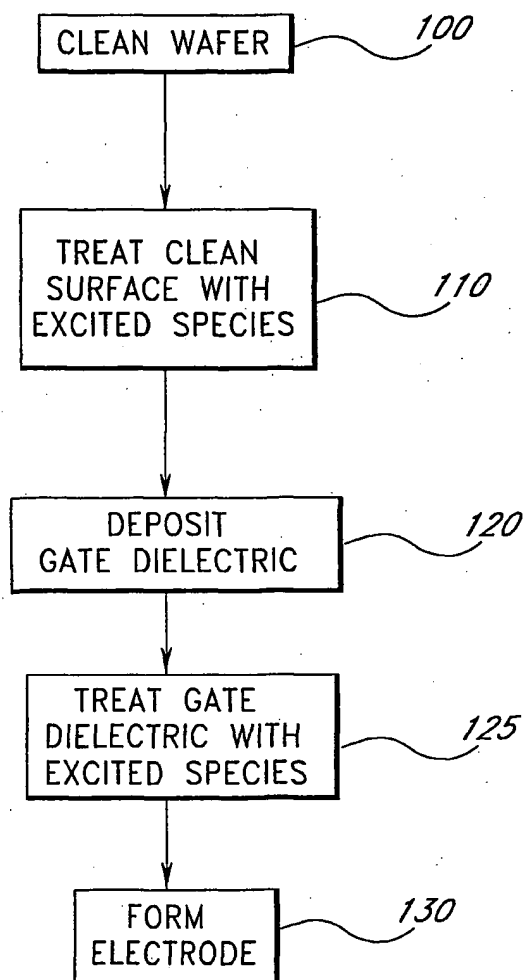 CLEAN WAFER
100
TREAT CLEAN
SURFACE WITH
EXCITED SPECIES
110
DEPOSIT
GATE DIELECTRIC
120
TREAT GATE
DIELECTRIC WITH
EXCITED SPECIES
125
FORM
ELECTRODE
130